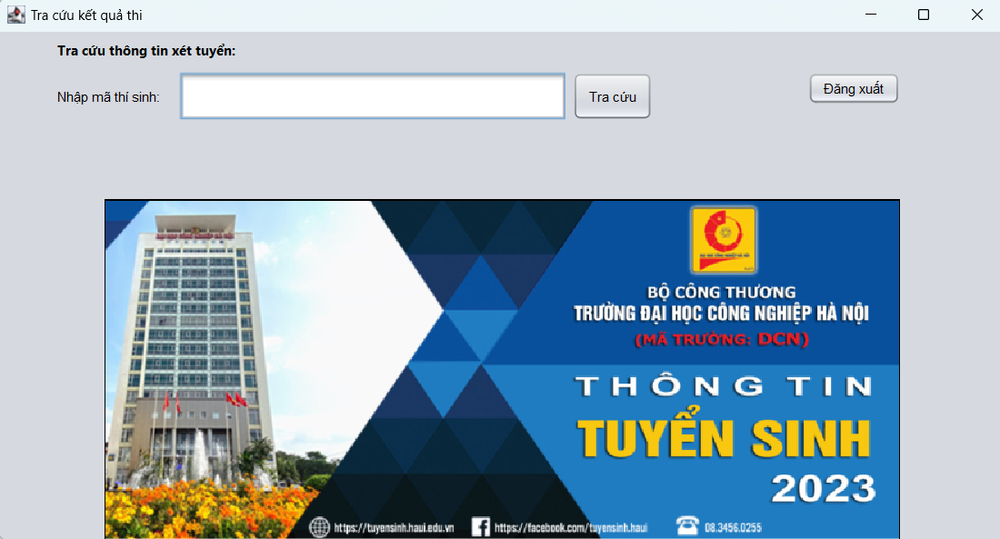 Tra cứu kết quả thi
Tra cứu thông tin xét tuyển:
Nhập mã thí sinh:
Tra cứu
Đăng xuất
BỘ CÔNG THƯƠNG
TRƯỜNG ĐẠI HỌC CÔNG NGHIỆP HÀ NỘI
(MÃ TRƯỜNG: DCN)
THÔNG TIN
TUYỂN SINH
2023
https://tuyensinh.haui.edu.vn
https://facebook.com/tuyensinh.haui
08.3456.0255